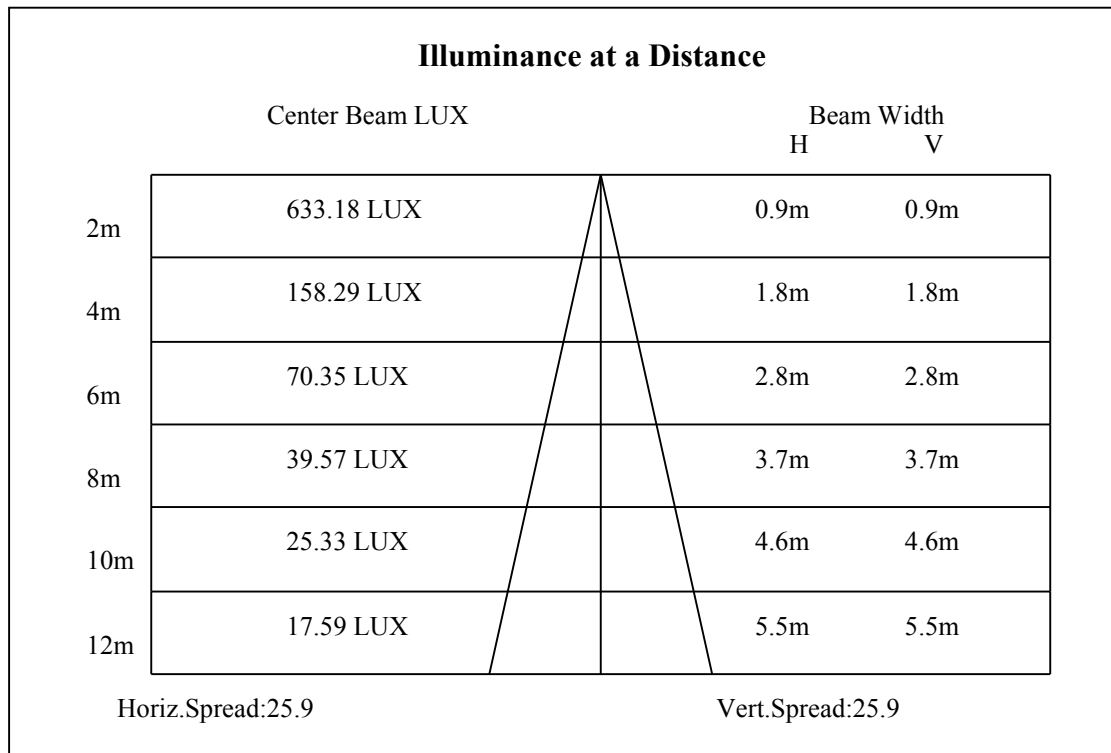 Illuminance at a Distance
Center Beam LUX Beam Width
H V
2m 633.18 LUX 0.9m 0.9m
4m 158.29 LUX 1.8m 1.8m
6m 70.35 LUX 2.8m 2.8m
8m 39.57 LUX 3.7m 3.7m
10m 25.33 LUX 4.6m 4.6m
12m 17.59 LUX 5.5m 5.5m
Horiz.Spread:25.9 Vert.Spread:25.9